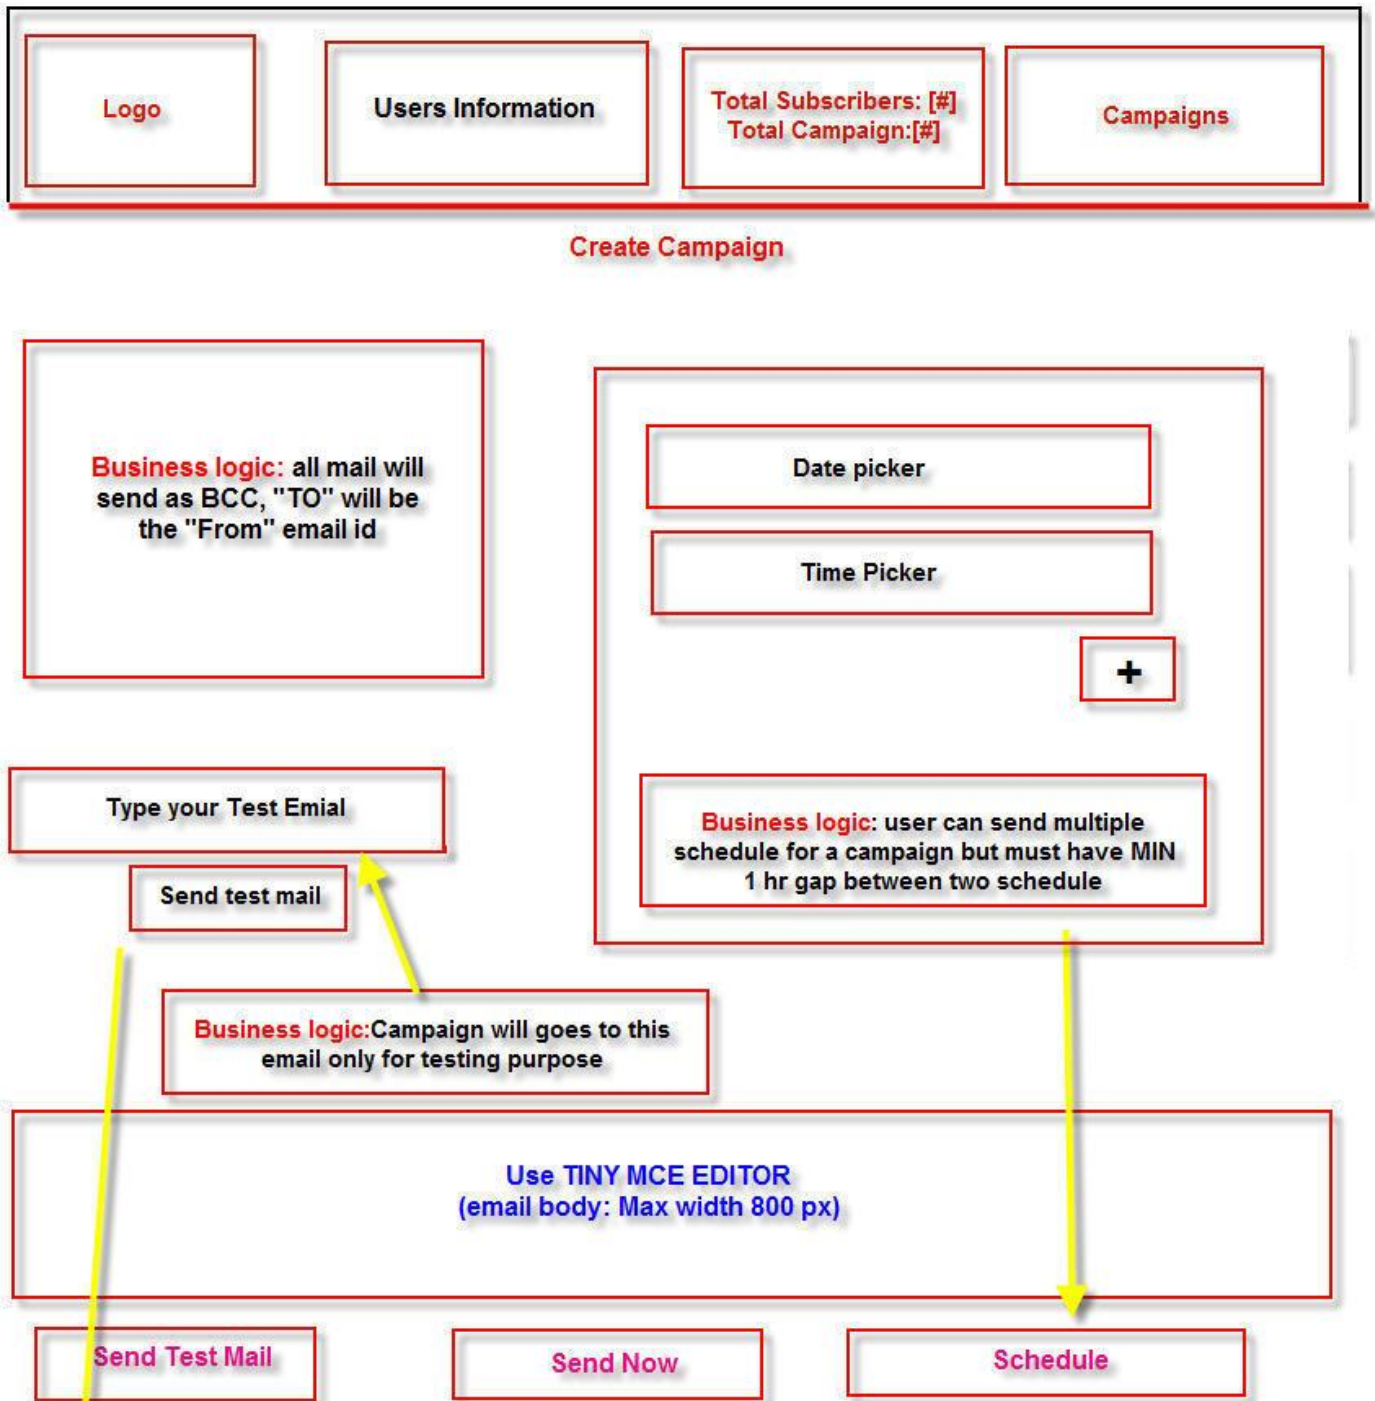 Logo
Users Information
Total Subscribers: [#]
Total Campaign:[#]
Campaigns
Create Campaign
Business logic: all mail will
send as BCC, "TO" will be
the "From" email id
Date picker
Time Picker
+
Business logic: user can send multiple
schedule for a campaign but must have MIN
1 hr gap between two schedule
Type your Test Emial
Send test mail
Business logic:Campaign will goes to this
email only for testing purpose
Use TINY MCE EDITOR
(email body: Max width 800 px)
Send Test Mail
Send Now
Schedule